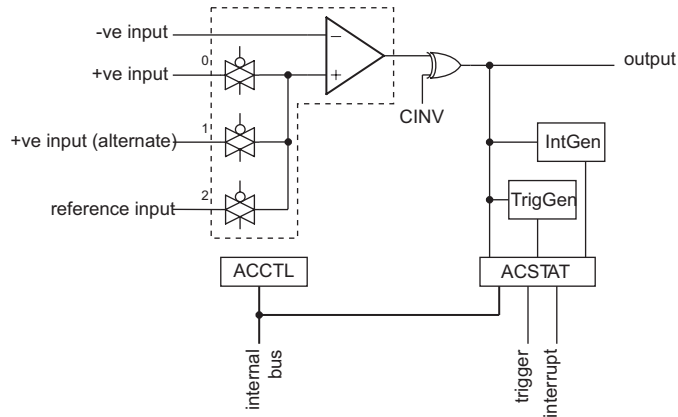 -ve input
−
0
+ve input
+
output
CINV
1
+ve input (alternate)
IntGen
2
reference input
TrigGen
ACCTL
ACSTAT
internal
bus
trigger
interrupt